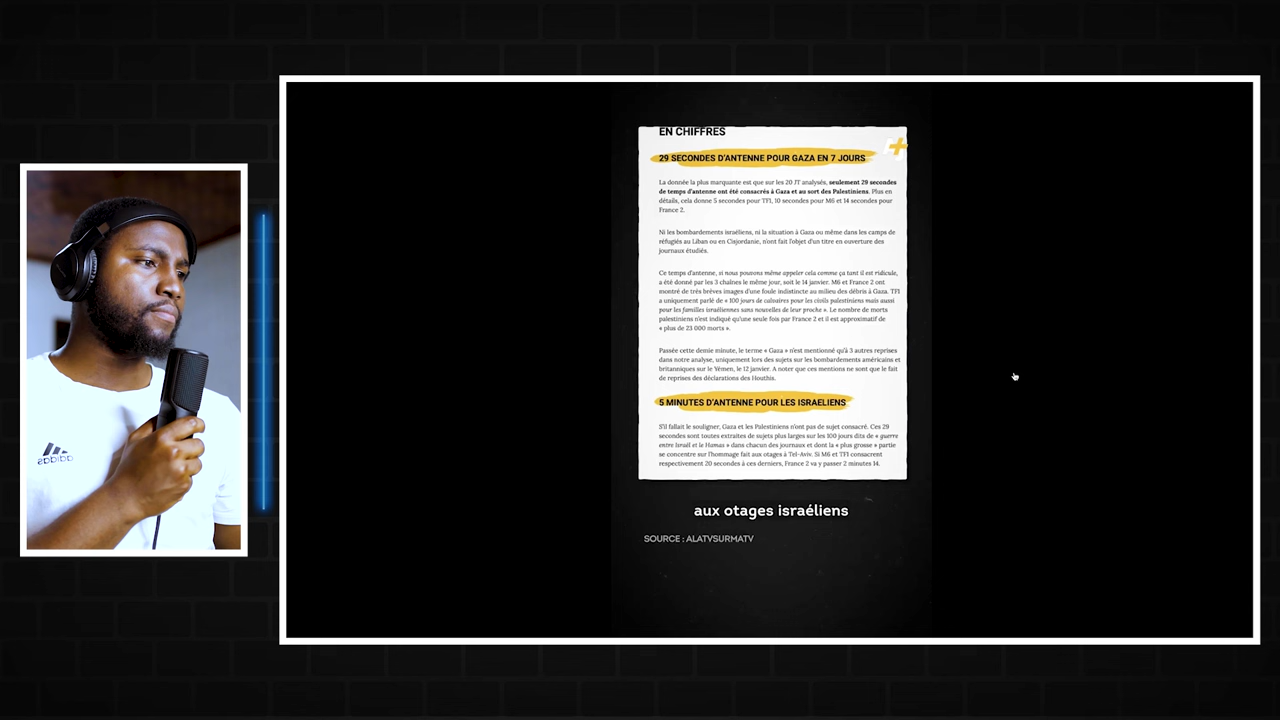 EN CHIFFRES
29 SECONDES D'ANTENNE POUR GAZA EN 7 JOURS
La donnée la plus marquante est que sur les 20 JT analysés, seulement 29 secondes
de temps d'antenne ont été consacrés à Gaza et au sort des Palestiniens. Plus en
détails, cela donne 5 secondes pour TF1, 10 secondes pour M6 et 14 secondes pour
France 2.
Ni les bombardements israéliens, ni la situation à Gaza ou même dans les camps de
réfugiés au Liban ou en Cisjordanie, n'ont fait l'objet d'un titre en ouverture des
journaux étudiés.
Ce temps d'antenne, si nous pouvons même appeler cela comme ça tant il est ridicule,
a été donné par les 3 chaînes le même jour, soit le 14 janvier. M6 et France 2 ont
montré de très brèves images d'une foule indistincte au milieu des débris à Gaza. TF1
a uniquement parlé de « 100 jours de calvaires pour les civils palestiniens mais aussi
pour les familles israéliennes sans nouvelles de leur proche ». Le nombre de morts
palestiniens n'est indiqué qu'une seule fois par France 2 et il est approximatif de
« plus de 23 000 morts ».
Passée cette demie minute, le terme « Gaza » n'est mentionné qu'à 3 autres reprises
dans notre analyse, uniquement lors des sujets sur les bombardements américains et
britanniques sur le Yémen, le 12 janvier. A noter que ces mentions ne sont que le fait
de reprises des déclarations des Houthis.
5 MINUTES D'ANTENNE POUR LES ISRAELIENS
S'il fallait le souligner, Gaza et les Palestiniens n'ont pas de sujet consacré. Ces 29
secondes sont toutes extraites de sujets plus larges sur les 100 jours dits de « guerre
entre Israël et le Hamas » dans chacun des journaux et dont la « plus grosse » partie
se concentre sur l'hommage fait aux otages à Tel-Aviv. Si M6 et TF1 consacrent
respectivement 20 secondes à ces derniers, France 2 va y passer 2 minutes 14.
aux otages israéliens
SOURCE : ALATVSURMATV
adidas